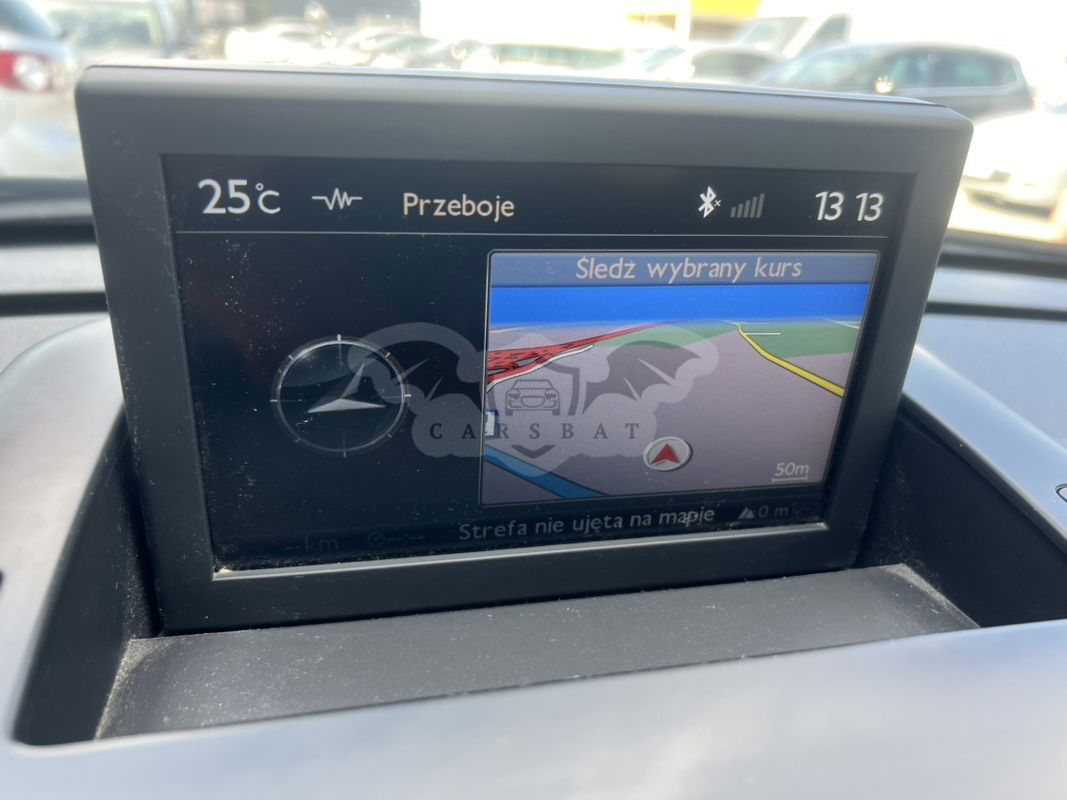 25°C Przeboje 13 13
Śledź wybrany kurs
CARSBAT
50m
Strefa nie ujęta na mapie 0 m
--km --:--